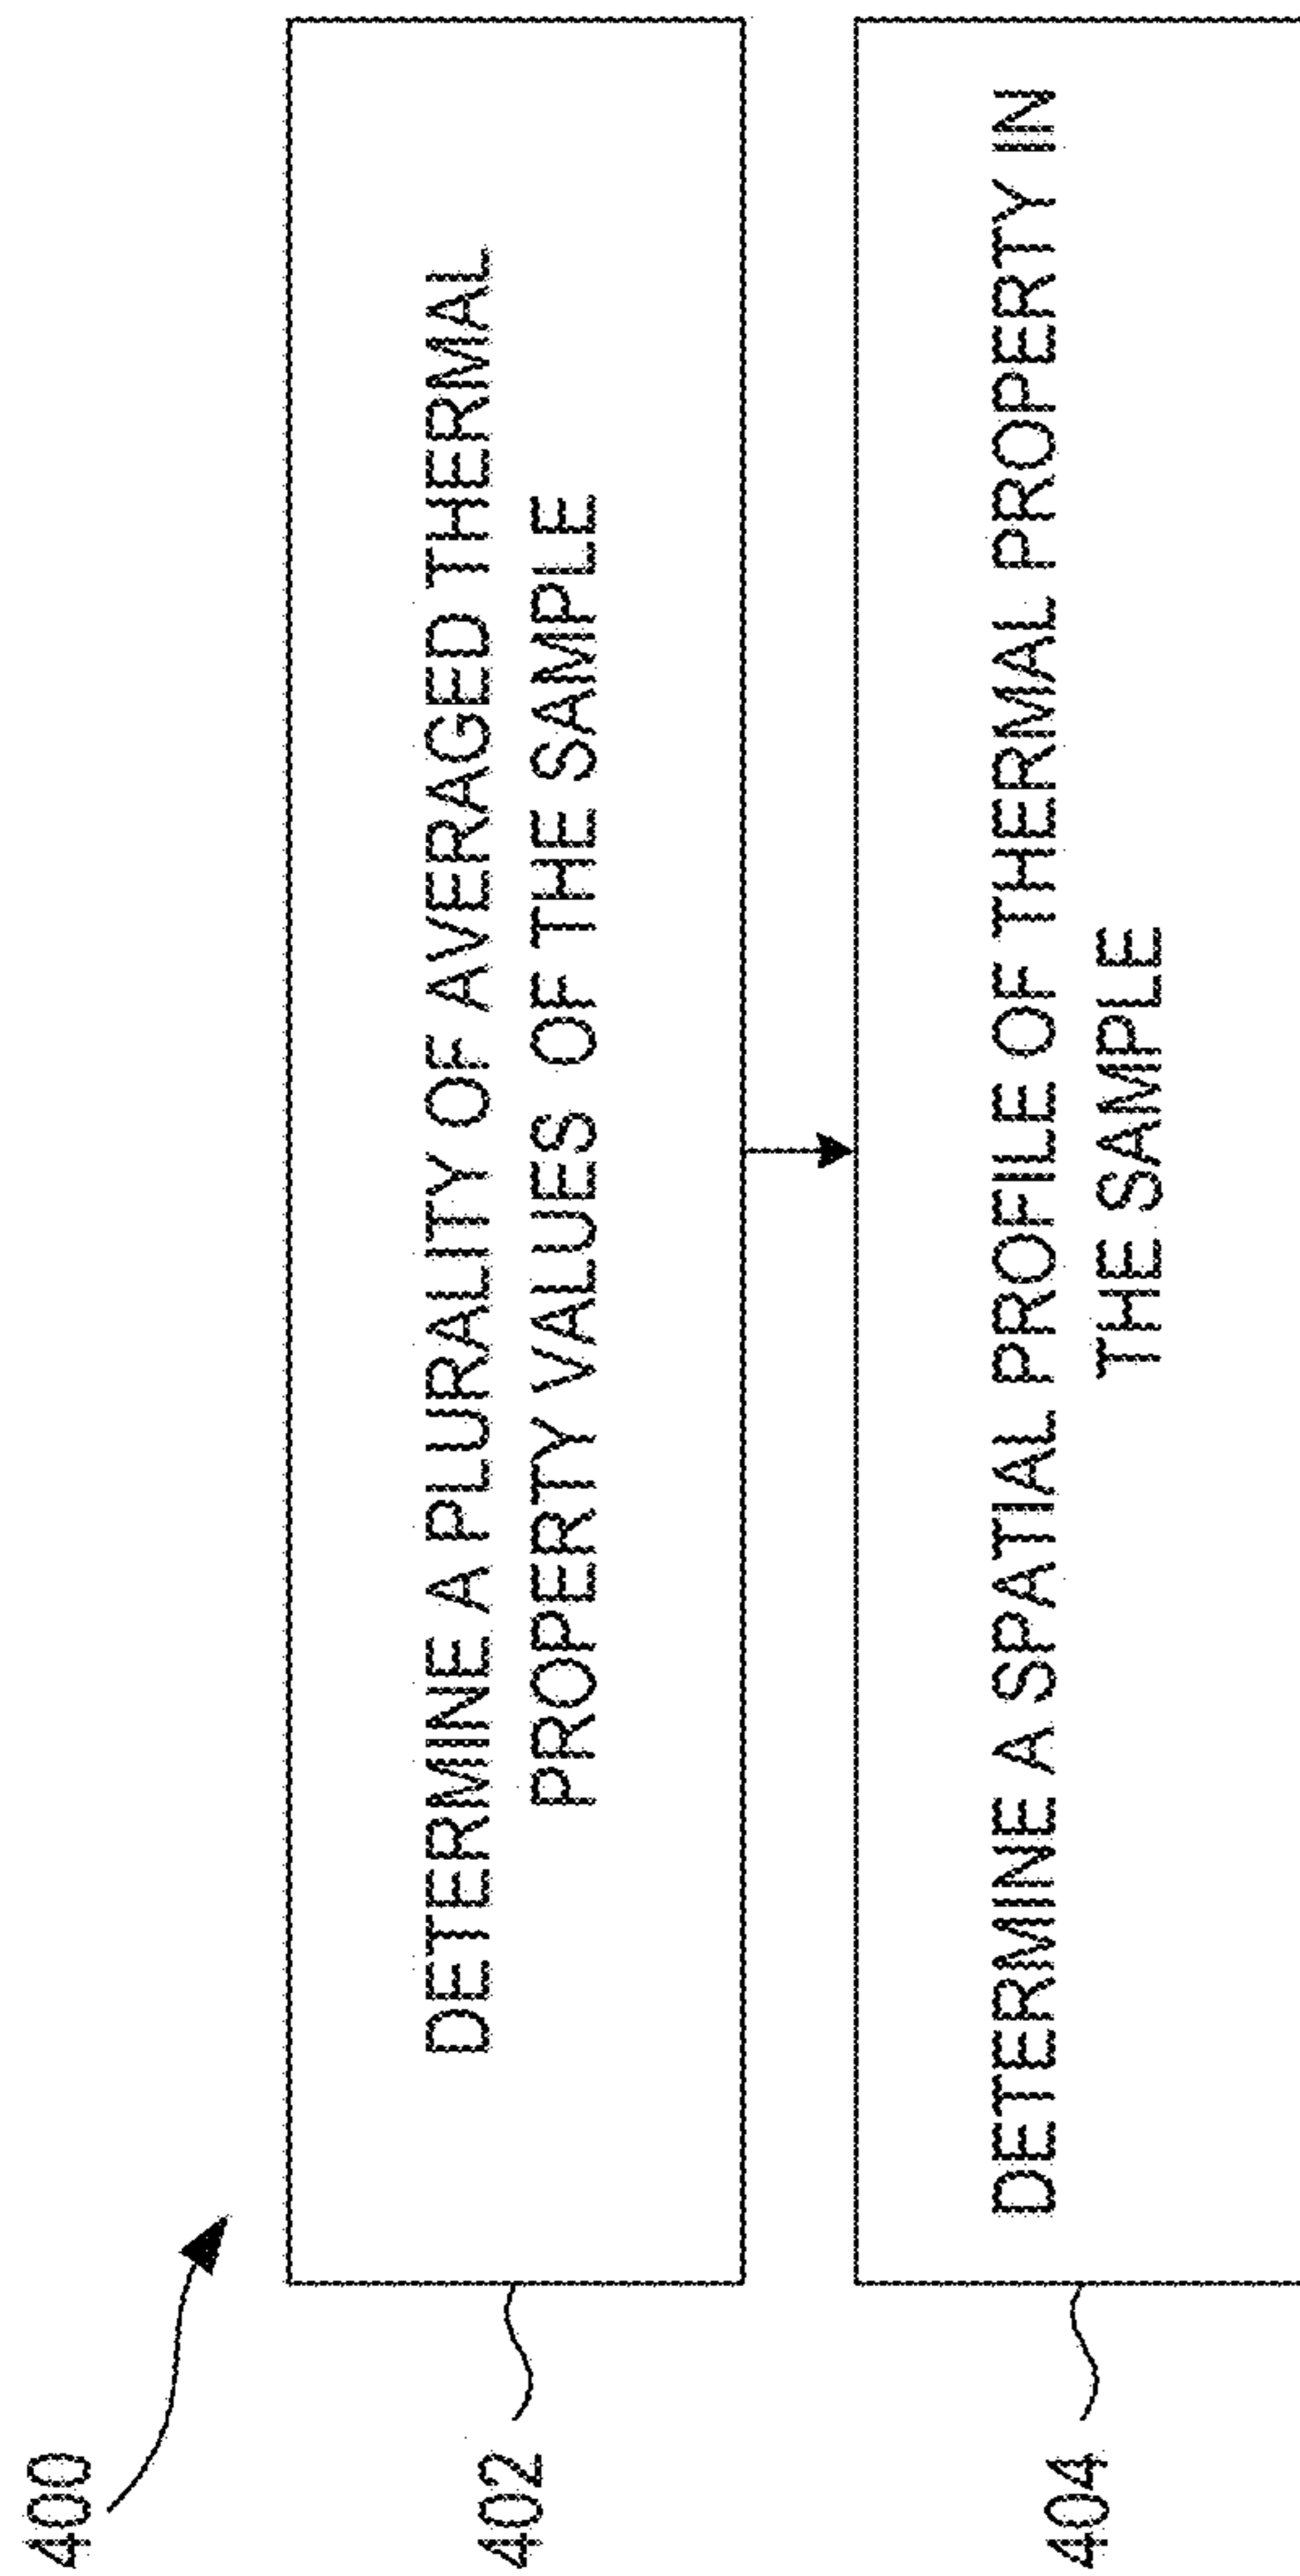 400
402
DETERMINE A PLURALITY OF AVERAGED THERMAL
PROPERTY VALUES OF THE SAMPLE
404
DETERMINE A SPATIAL PROFILE OF THERMAL PROPERTY IN
THE SAMPLE